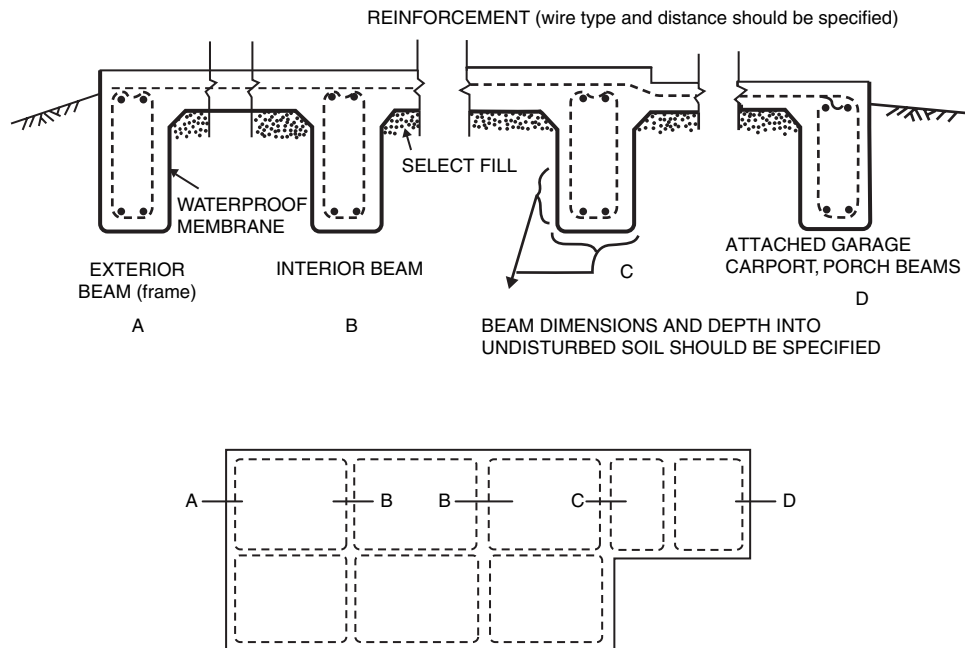 REINFORCEMENT (wire type and distance should be specified)
SELECT FILL
WATERPROOF
MEMBRANE
EXTERIOR
BEAM (frame)
A
INTERIOR BEAM
B
C
ATTACHED GARAGE
CARPORT, PORCH BEAMS
D
BEAM DIMENSIONS AND DEPTH INTO
UNDISTURBED SOIL SHOULD BE SPECIFIED
A B B C D